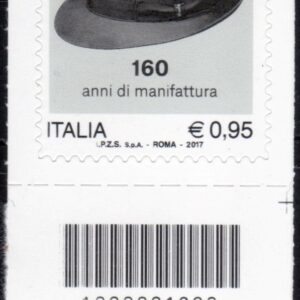 160
anni di manifattura
ITALIA € 0,95
I.P.Z.S. S.p.A. - ROMA - 2017